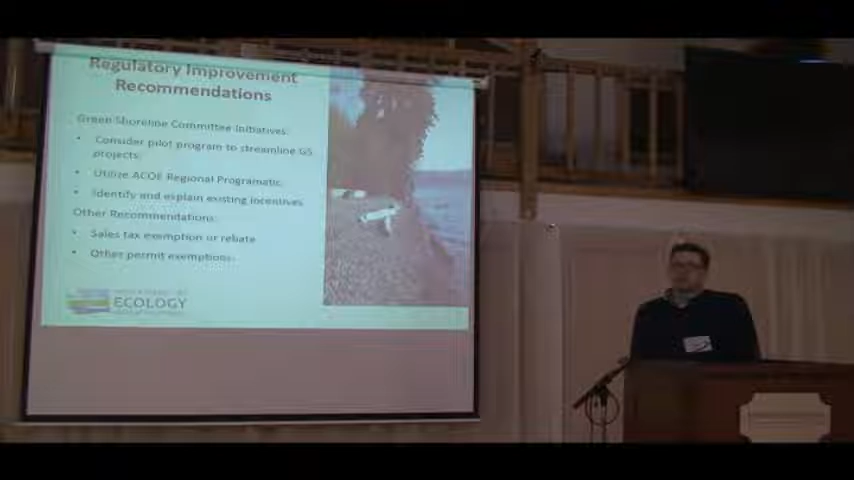 Regulatory Improvement
Recommendations
Green Shoreline Committee Initiatives:
• Consider pilot program to streamline GS
projects.
• Utilize ACOE Regional Programatic.
• Identify and explain existing incentives
Other Recommendations:
• Sales tax exemption or rebate
• Other permit exemptions.
ECOLOGY